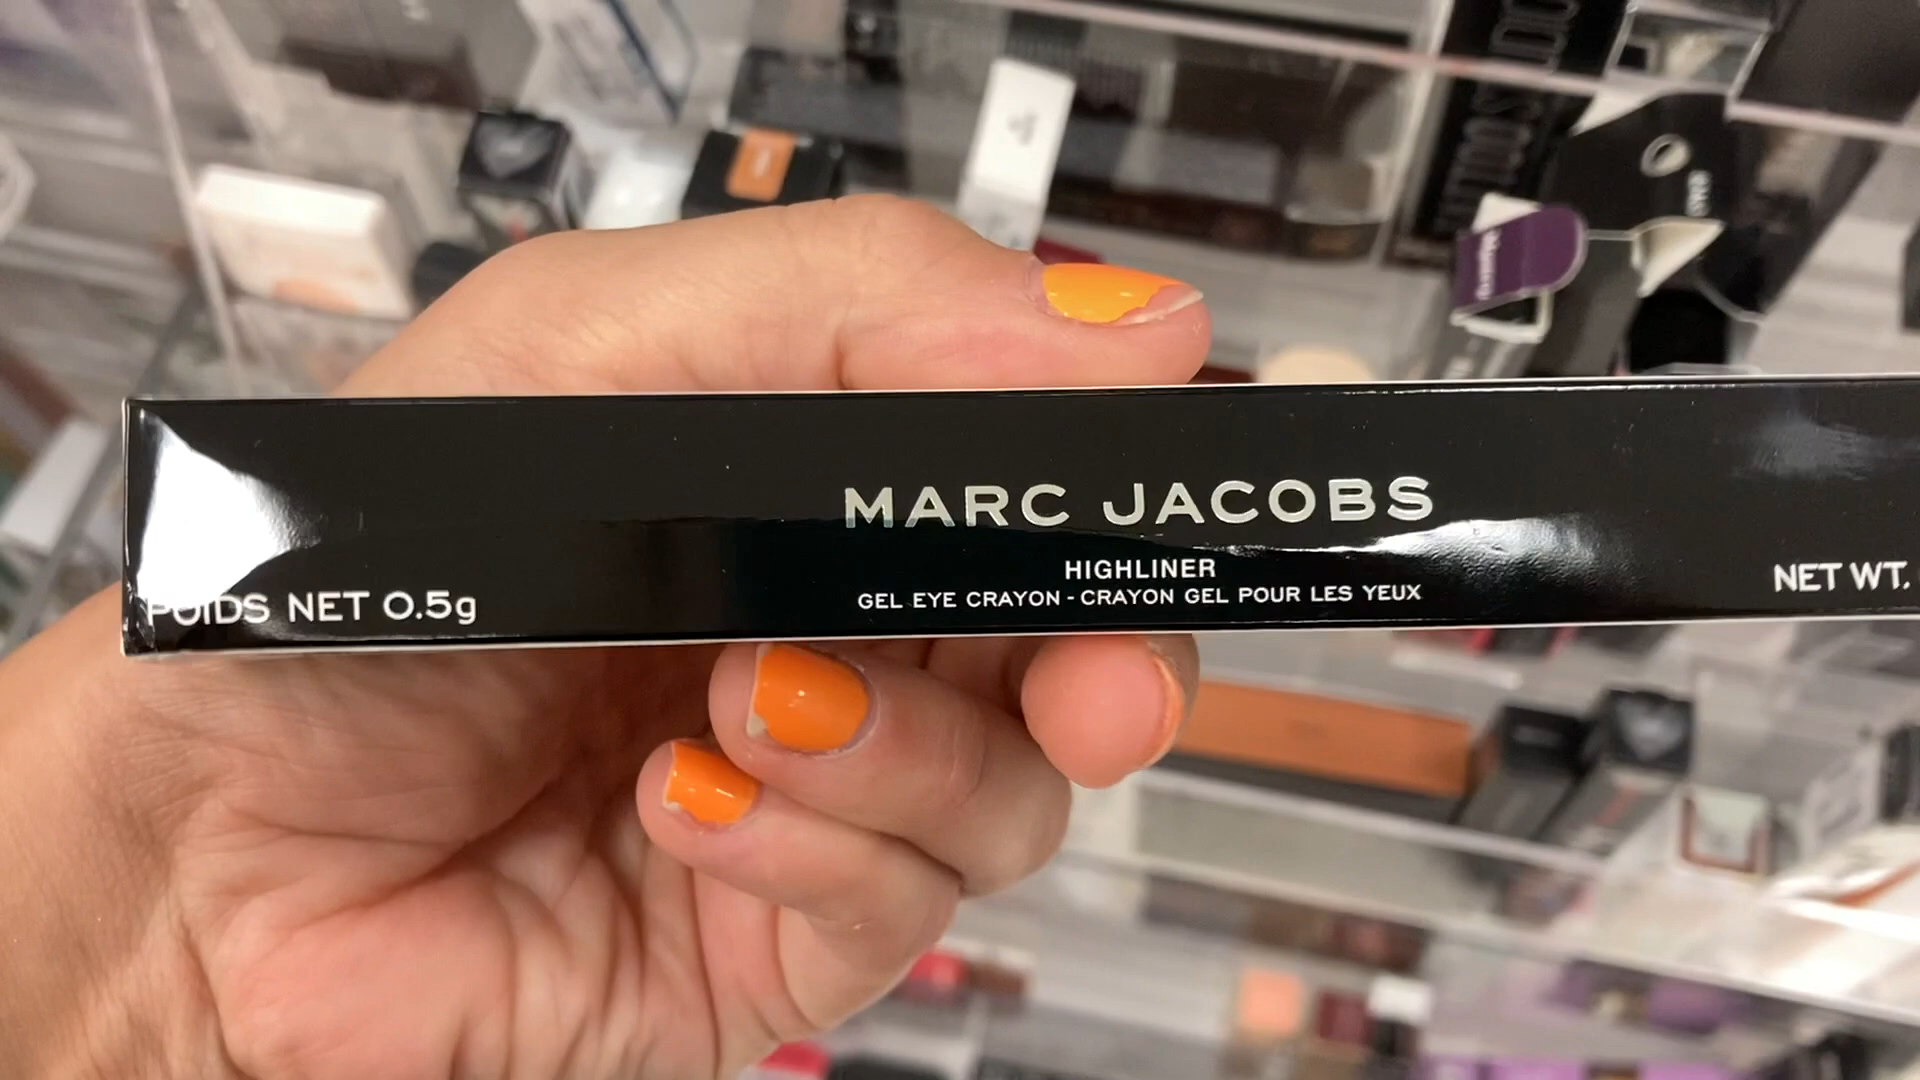 MARC JACOBS
HIGHLINER
GEL EYE CRAYON - CRAYON GEL POUR LES YEUX
POIDS NET 0.5g
NET WT.